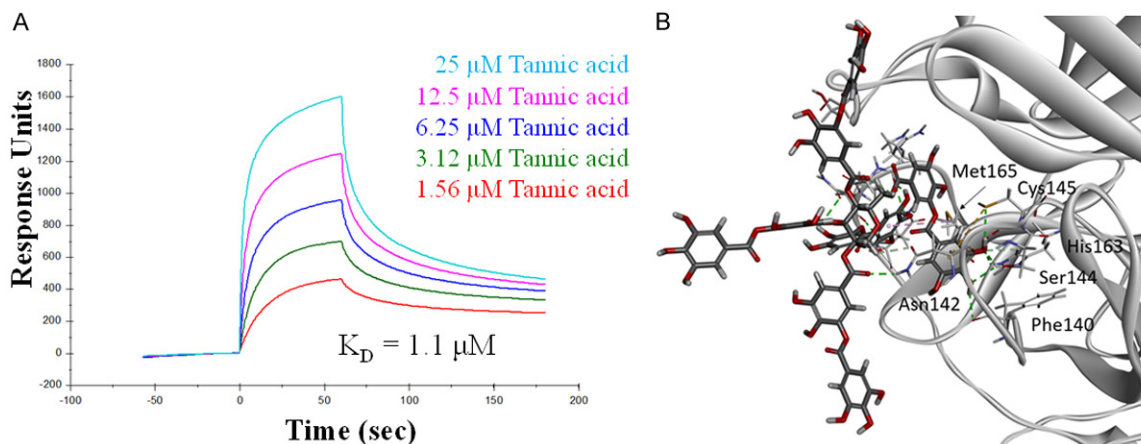 A
Response Units
1800
1600
1400
1200
1000
800
600
400
200
0
-200
-100
-50
0
50
100
150
200
Time (sec)
25 μM Tannic acid
12.5 μM Tannic acid
6.25 μM Tannic acid
3.12 μM Tannic acid
1.56 μM Tannic acid
K_D = 1.1 μM
B
Met165
Cys145
His163
Ser144
Asn142
Phe140